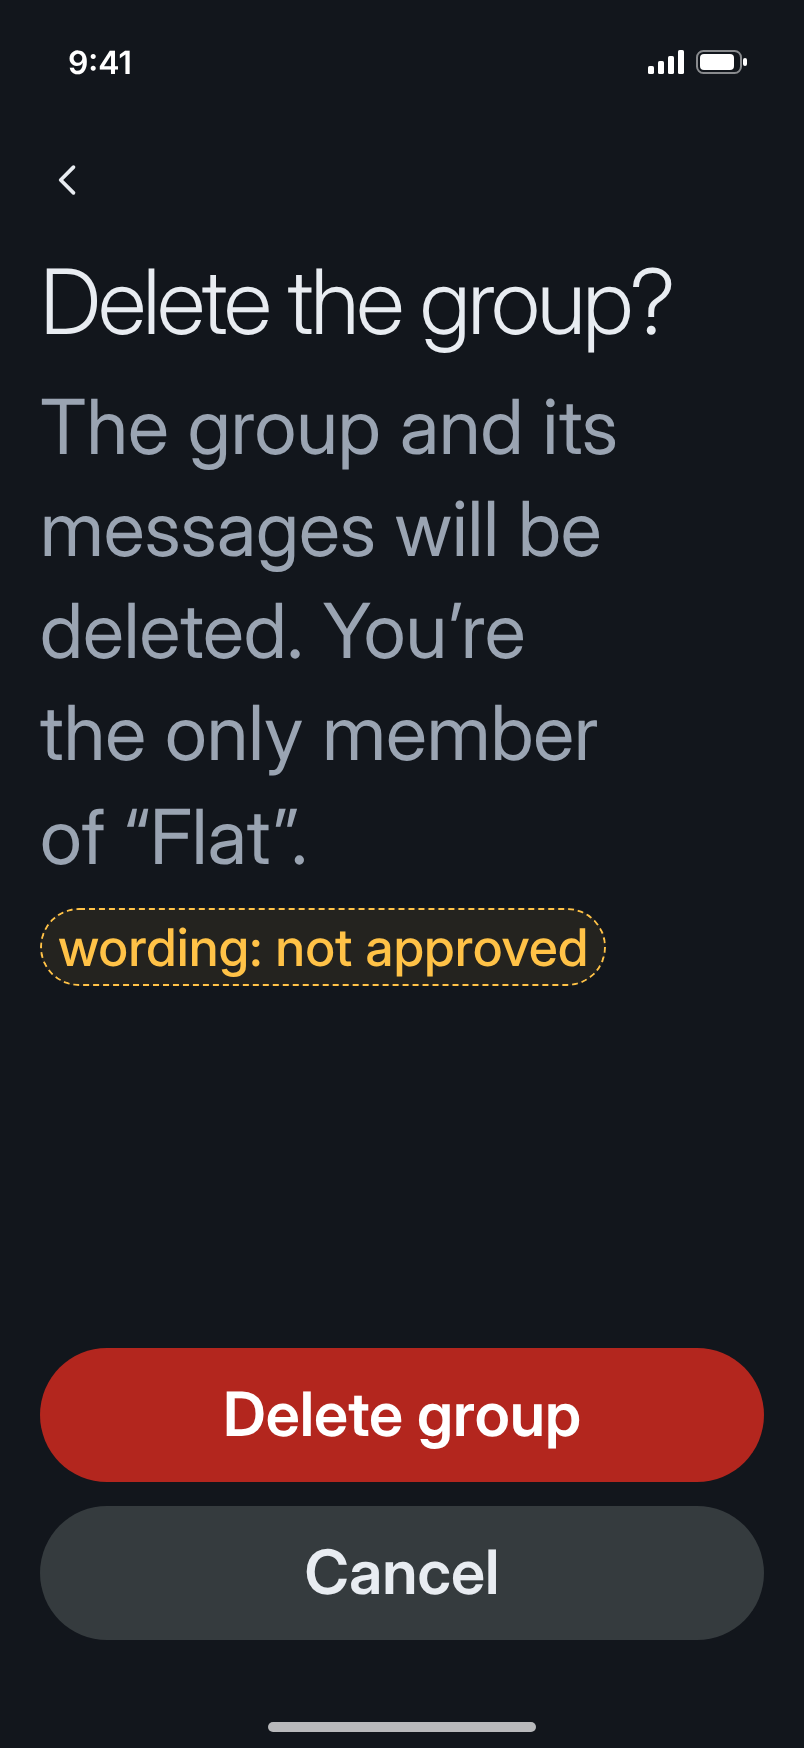 9:41
Delete the group?
The group and its
messages will be
deleted. You’re
the only member
of “Flat”.
wording: not approved
Delete group
Cancel